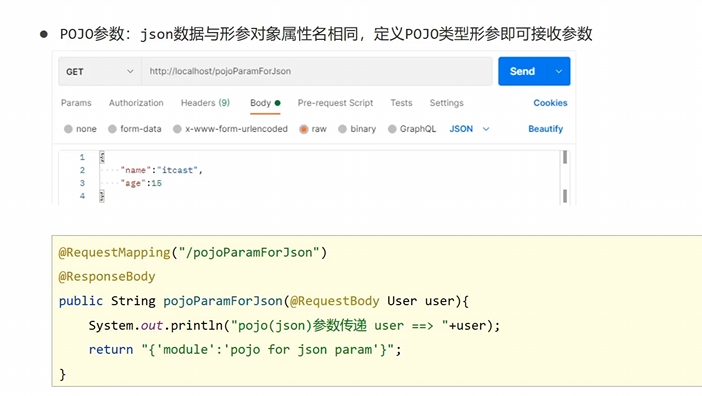 ● POJO参数：json数据与形参对象属性名相同，定义POJO类型形参即可接收参数
GET http://localhost/pojoParamForJson Send
Params Authorization Headers (9) Body Pre-request Script Tests Settings Cookies
none form-data x-www-form-urlencoded raw binary GraphQL JSON Beautify
1 {
2 "name":"itcast",
3 "age":15
4 }
@RequestMapping("/pojoParamForJson")
@ResponseBody
public String pojoParamForJson(@RequestBody User user){
System.out.println("pojo(json)参数传递 user ==> "+user);
return "{'module':'pojo for json param'}";
}